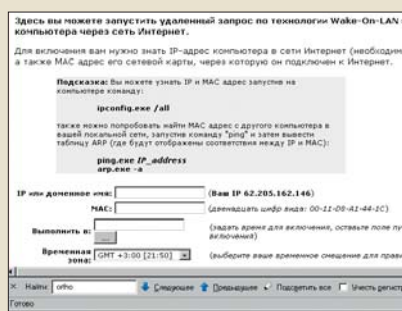 Здесь вы можете запустить удаленный запрос по технологии Wake-On-LAN
компьютера через сеть Интернет.
Для включения вам нужно знать IP-адрес компьютера в сети Интернет (необходим
а также MAC адрес его сетевой карты, через которую он подключен к Интернет.
Подсказка: Вы можете узнать IP и MAC адрес запустив на
компьютере команду:
ipconfig.exe /all
также можно попробовать найти MAC адрес с другого компьютера в
вашей локальной сети, запустив команду "ping" и затем вывести
таблицу ARP (где будут отображены соответствия между IP и MAC):
ping.exe IP_address
arp.exe -a
IP или доменное имя: (Ваш IP 62.205.162.146)
MAC: (двенадцать цифр вида: 00-11-D8-A1-44-1C)
Выполнить в: ... (задать время для включения, оставьте поле пу
включения)
Временная
зона: GMT +3:00 [21:50] (выберите ваше временное смещение для прави
Найти: ortho Следующее Предыдущее Подсветить все Учесть регистр
Готово